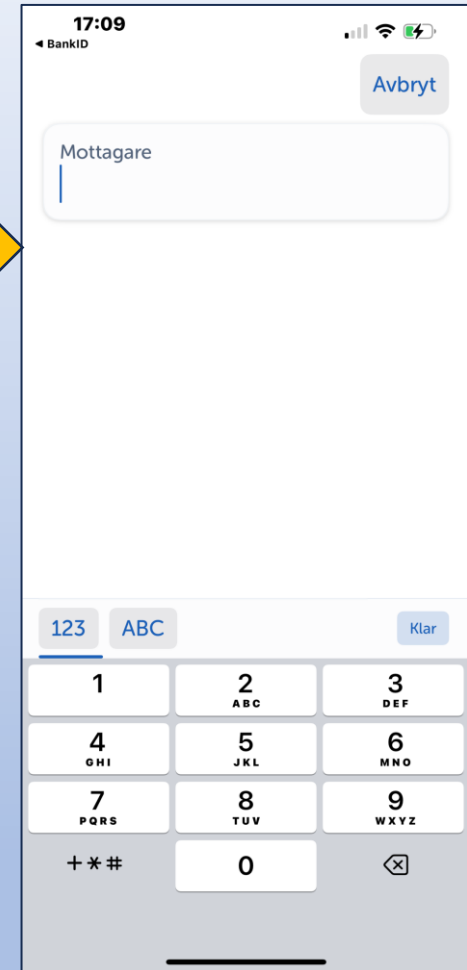 17:09
◀ BankID
Avbryt
Mottagare
123 ABC
Klar
1 2 3
ABC DEF
4 5 6
GHI JKL MNO
7 8 9
PQRS TUV WXYZ
+*# 0